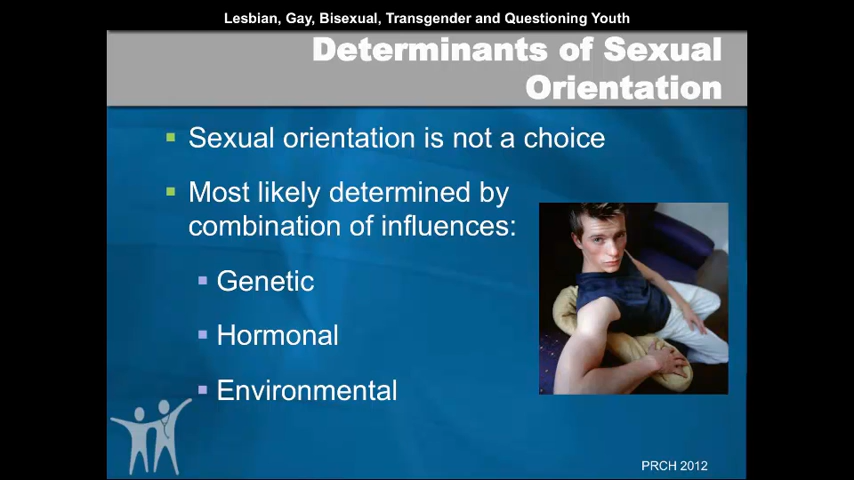 Lesbian, Gay, Bisexual, Transgender and Questioning Youth
Determinants of Sexual
Orientation
Sexual orientation is not a choice
Most likely determined by
combination of influences:
Genetic
Hormonal
Environmental
PRCH 2012